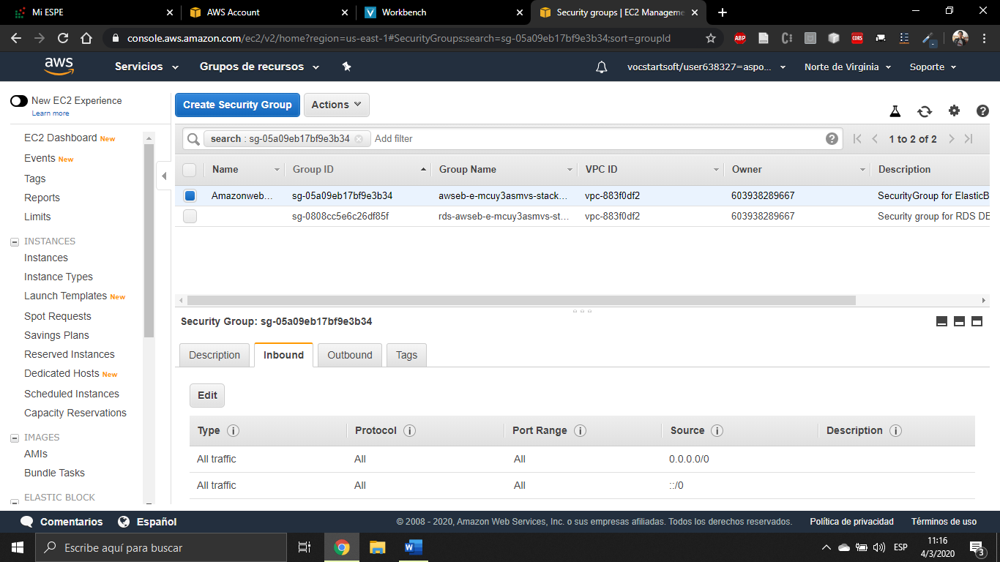 Mi ESPE
AWS Account
Workbench
Security groups | EC2 Manageme
console.aws.amazon.com/ec2/v2/home?region=us-east-1#SecurityGroups:search=sg-05a09eb17bf9e3b34;sort=groupId
ABP
CORS
aws
Servicios
Grupos de recursos
vocstartsoft/user638327=aspo...
Norte de Virginia
Soporte
New EC2 Experience
Learn more
EC2 Dashboard New
Events New
Tags
Reports
Limits
INSTANCES
Instances
Instance Types
Launch Templates New
Spot Requests
Savings Plans
Reserved Instances
Dedicated Hosts New
Scheduled Instances
Capacity Reservations
IMAGES
AMIs
Bundle Tasks
ELASTIC BLOCK
Create Security Group
Actions
search : sg-05a09eb17bf9e3b34
Add filter
1 to 2 of 2
Name Group ID Group Name VPC ID Owner Description
Amazonweb... sg-05a09eb17bf9e3b34 awseb-e-mcuy3asmvs-stack... vpc-883f0df2 603938289667 SecurityGroup for ElasticB
sg-0808cc5e6c26df85f rds-awseb-e-mcuy3asmvs-st... vpc-883f0df2 603938289667 Security group for RDS DE
Security Group: sg-05a09eb17bf9e3b34
Description Inbound Outbound Tags
Edit
Type Protocol Port Range Source Description
All traffic All All 0.0.0.0/0
All traffic All All ::/0
Comentarios
Español
© 2008 - 2020, Amazon Web Services, Inc. o sus empresas afiliadas. Todos los derechos reservados.
Política de privacidad
Términos de uso
Escribe aquí para buscar
ESP
11:16
4/3/2020
3